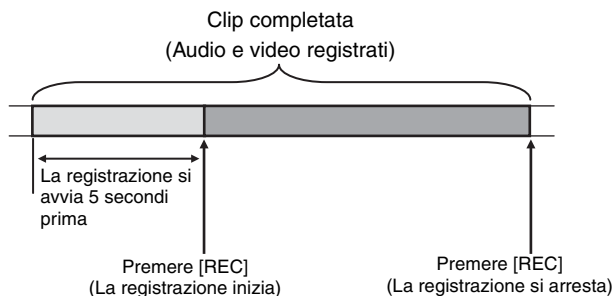 Clip completata
(Audio e video registrati)
La registrazione si
avvia 5 secondi
prima
Premere [REC]
(La registrazione inizia)
Premere [REC]
(La registrazione si arresta)